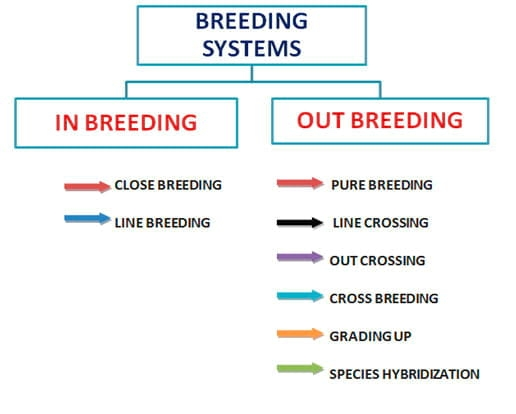 BREEDING
SYSTEMS
IN BREEDING
OUT BREEDING
CLOSE BREEDING
LINE BREEDING
PURE BREEDING
LINE CROSSING
OUT CROSSING
CROSS BREEDING
GRADING UP
SPECIES HYBRIDIZATION